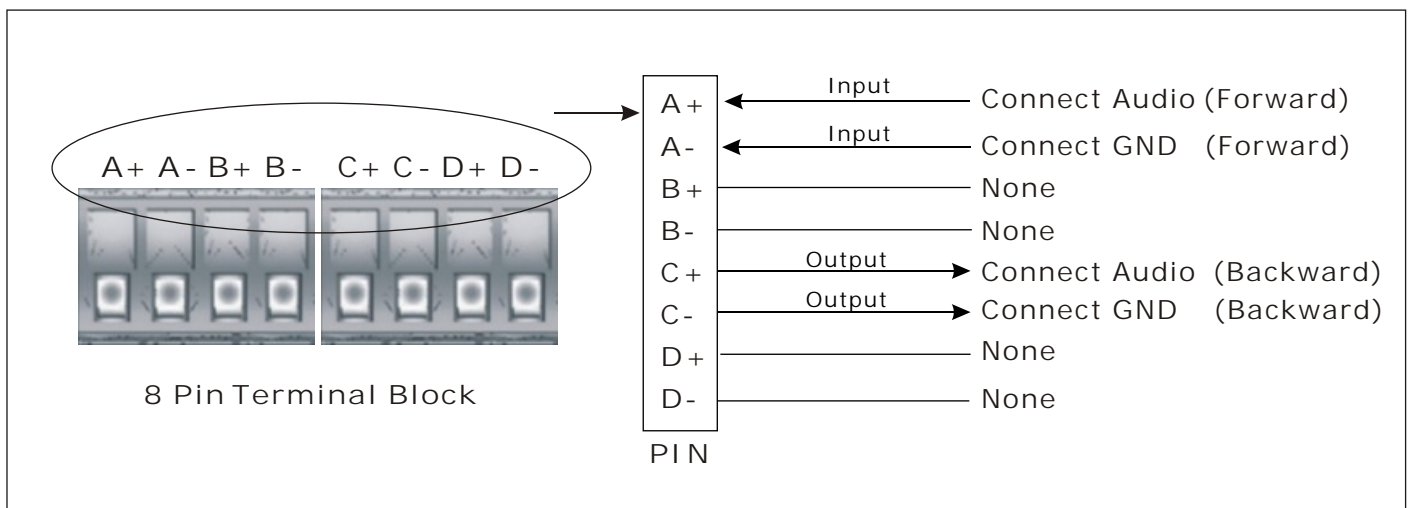 A+ A- B+ B- C+ C- D+ D-
8 Pin Terminal Block
A+ Input Connect Audio (Forward)
A- Input Connect GND (Forward)
B+ None
B- None
C+ Output Connect Audio (Backward)
C- Output Connect GND (Backward)
D+ None
D- None
PIN